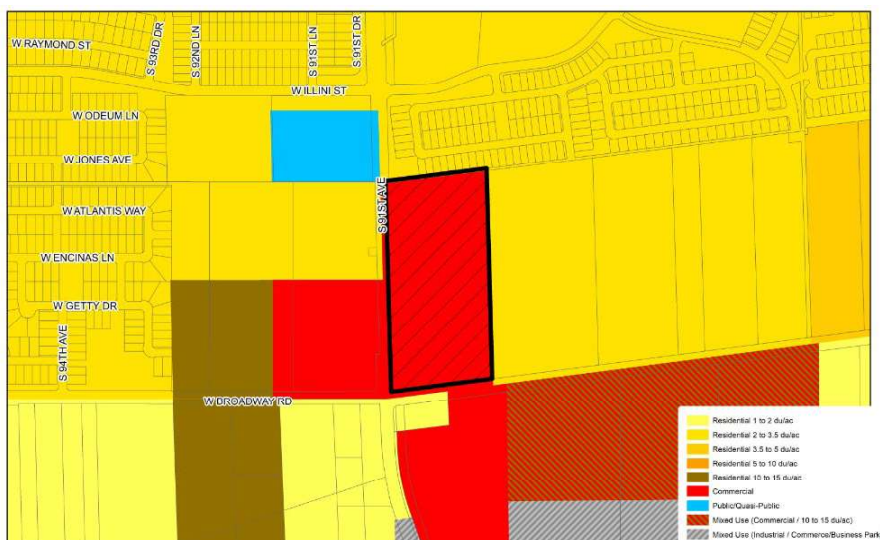 W RAYMOND ST
S 93RD DR
S 92ND LN
S 91ST LN
S 91ST DR
W ILLINI ST
W ODEUM LN
W JONES AVE
S 91ST AVE
W ATLANTIS WAY
W ENCINAS LN
W GETTY DR
S 94TH AVE
W BROADWAY RD
Residential 1 to 2 du/ac
Residential 2 to 3.5 du/ac
Residential 3.5 to 5 du/ac
Residential 5 to 10 du/ac
Residential 10 to 15 du/ac
Commercial
Public/Quasi-Public
Mixed Use (Commercial / 10 to 15 du/ac)
Mixed Use (Industrial / Commerce/Business Park